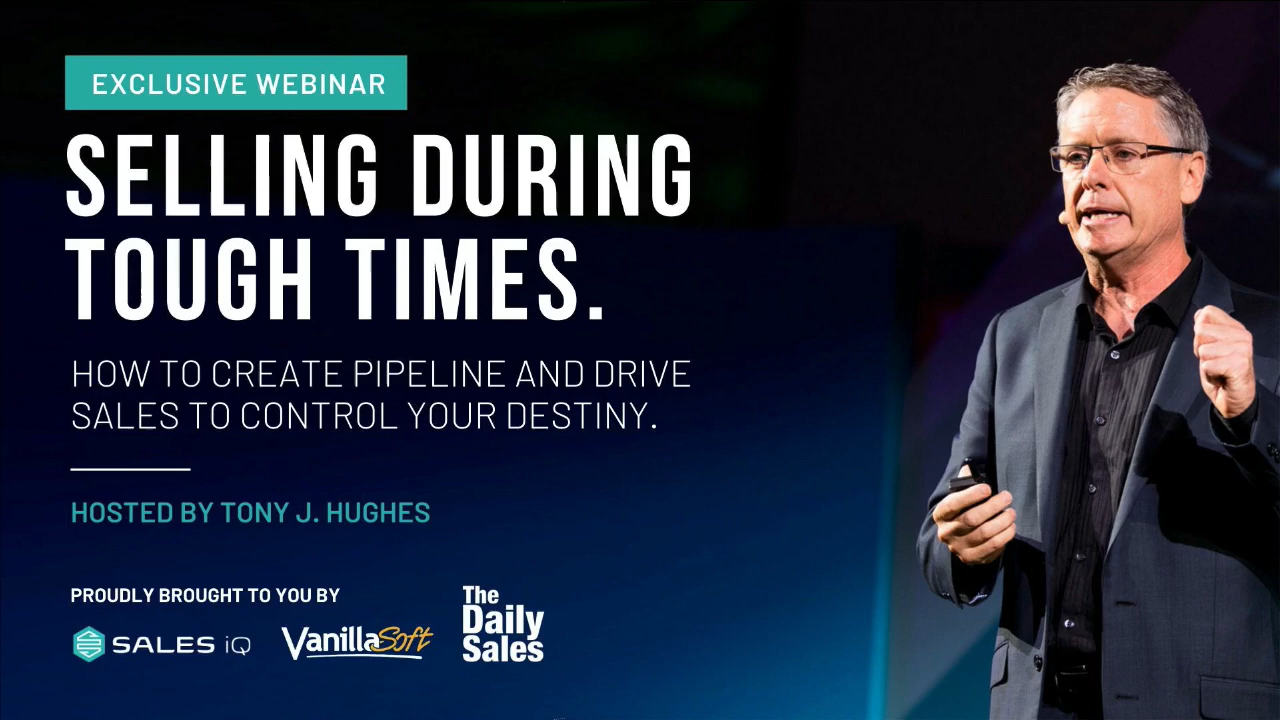 EXCLUSIVE WEBINAR
SELLING DURING
TOUGH TIMES.
HOW TO CREATE PIPELINE AND DRIVE
SALES TO CONTROL YOUR DESTINY.
HOSTED BY TONY J. HUGHES
PROUDLY BROUGHT TO YOU BY
SALES iQ
VanillaSoft
The
Daily
Sales